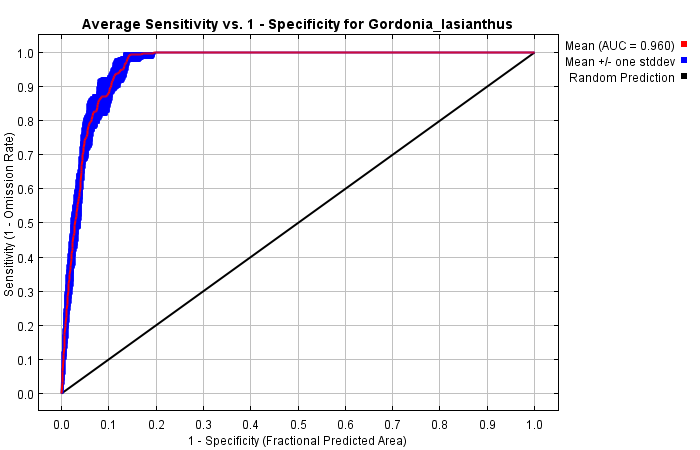 Average Sensitivity vs. 1 - Specificity for Gordonia_lasianthus
Mean (AUC = 0.960)
Mean +/- one stddev
Random Prediction
Sensitivity (1 - Omission Rate)
1.0
0.9
0.8
0.7
0.6
0.5
0.4
0.3
0.2
0.1
0.0
0.0 0.1 0.2 0.3 0.4 0.5 0.6 0.7 0.8 0.9 1.0
1 - Specificity (Fractional Predicted Area)